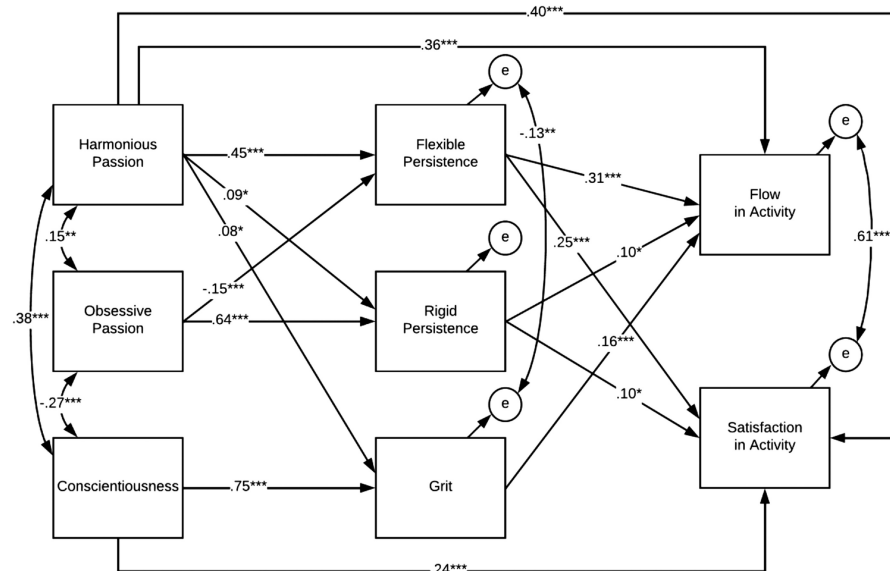 .40***
.36***
e
e
Harmonious
Passion
Flexible
Persistence
-.13**
.45***
Flow
in Activity
.31***
.09*
.08*
.15**
e
.61***
.25***
.10*
-.15***
Obsessive
Passion
Rigid
Persistence
.38***
.64***
.16***
e
-.27***
e
.10*
Satisfaction
in Activity
Conscientiousness
.75***
Grit
.24***